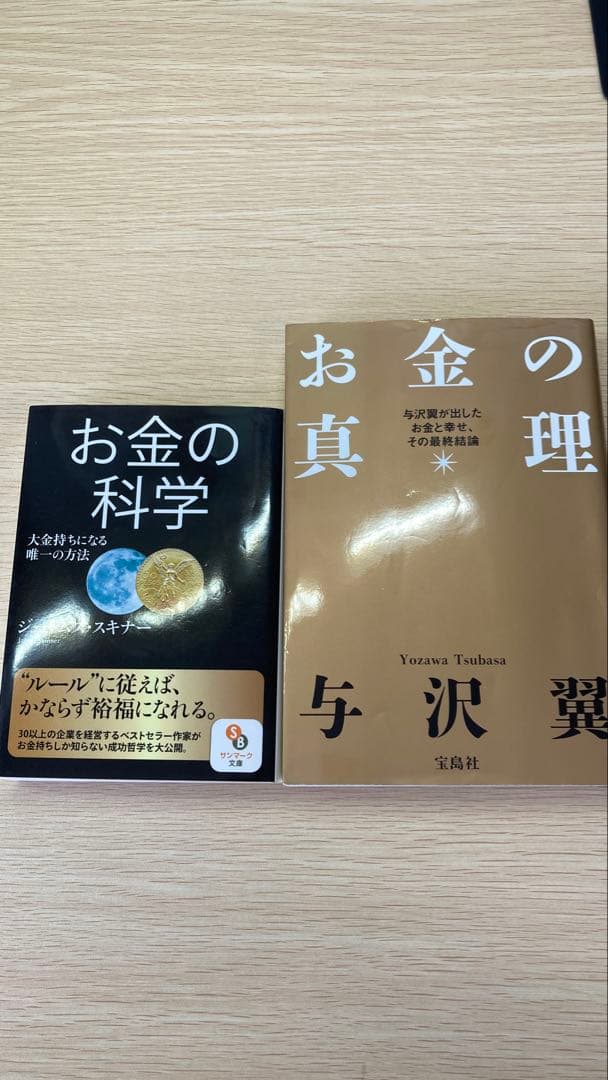 お金の
科学
大金持ちになる
唯一の方法
スキナー
“ルール”に従えば、
かならず裕福になれる。
30以上の企業を経営するベストセラー作家が
お金持ちしか知らない成功哲学を大公開。
SB
サンマーク
文庫
お金の
真理
与沢翼が出した
お金と幸せ、
その最終結論
Yozawa Tsubasa
与沢翼
宝島社